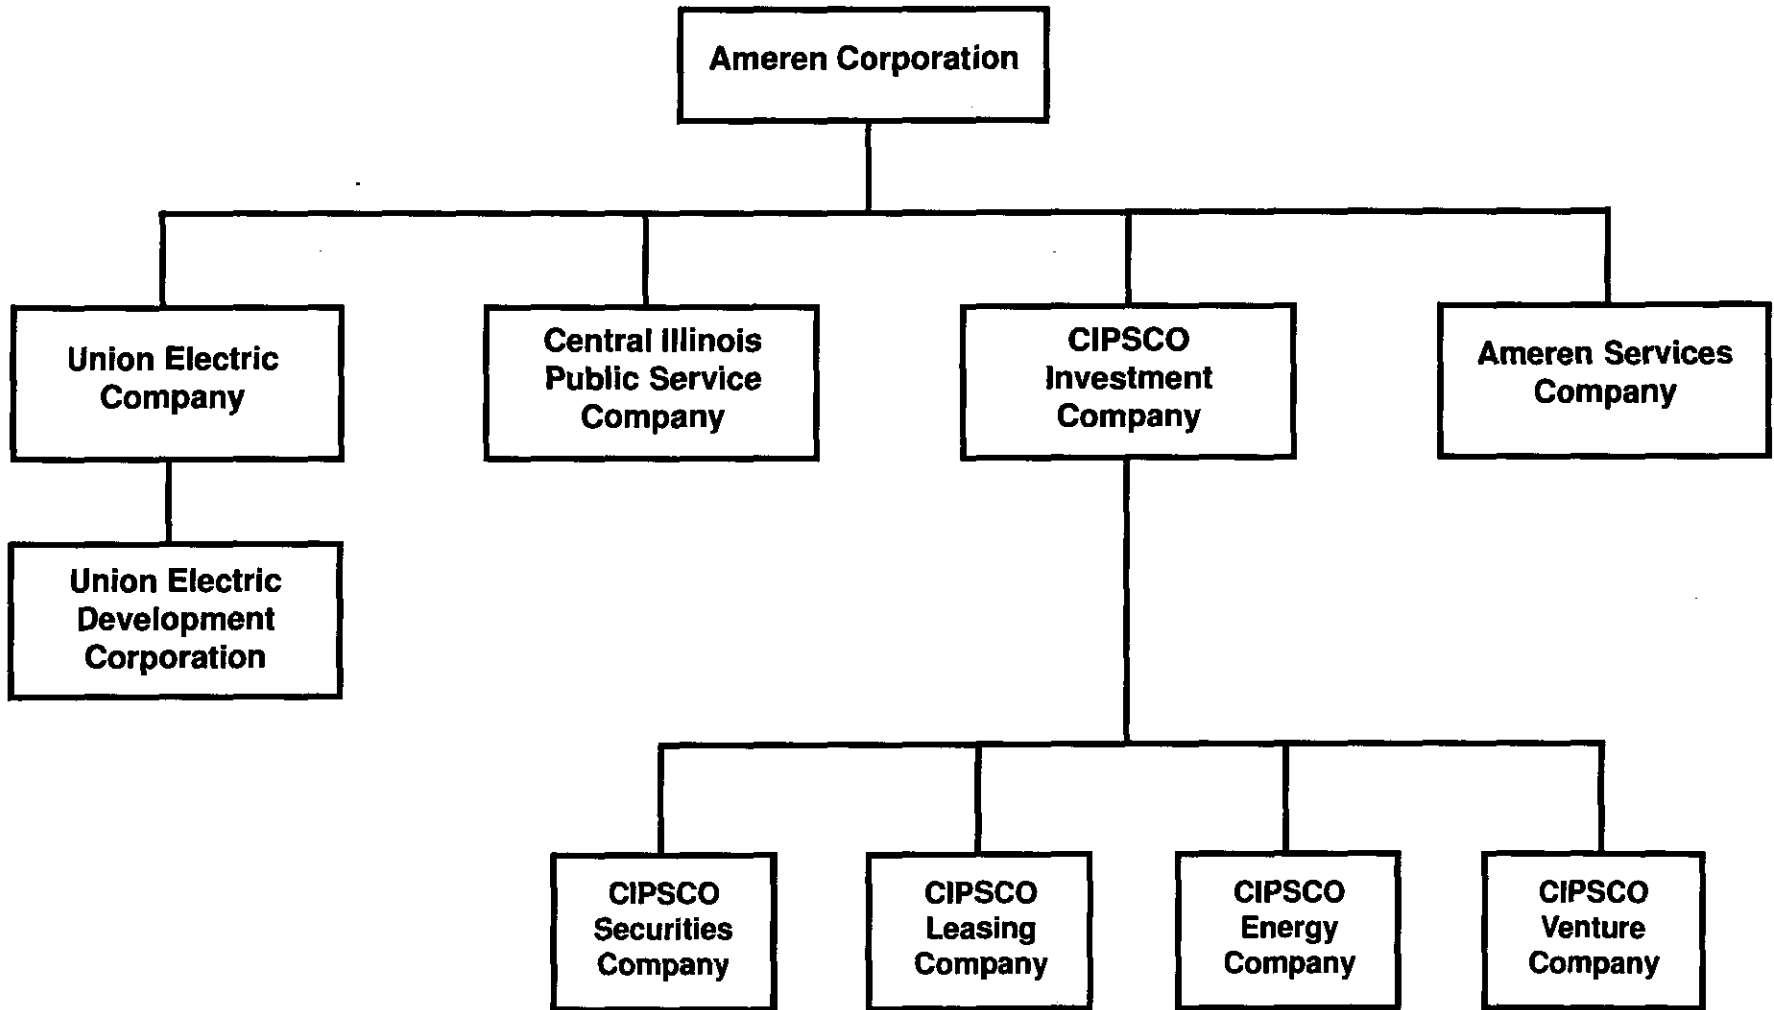 Ameren Corporation
Union Electric
Company
Central Illinois
Public Service
Company
CIPSCO
Investment
Company
Ameren Services
Company
Union Electric
Development
Corporation
CIPSCO
Securities
Company
CIPSCO
Leasing
Company
CIPSCO
Energy
Company
CIPSCO
Venture
Company